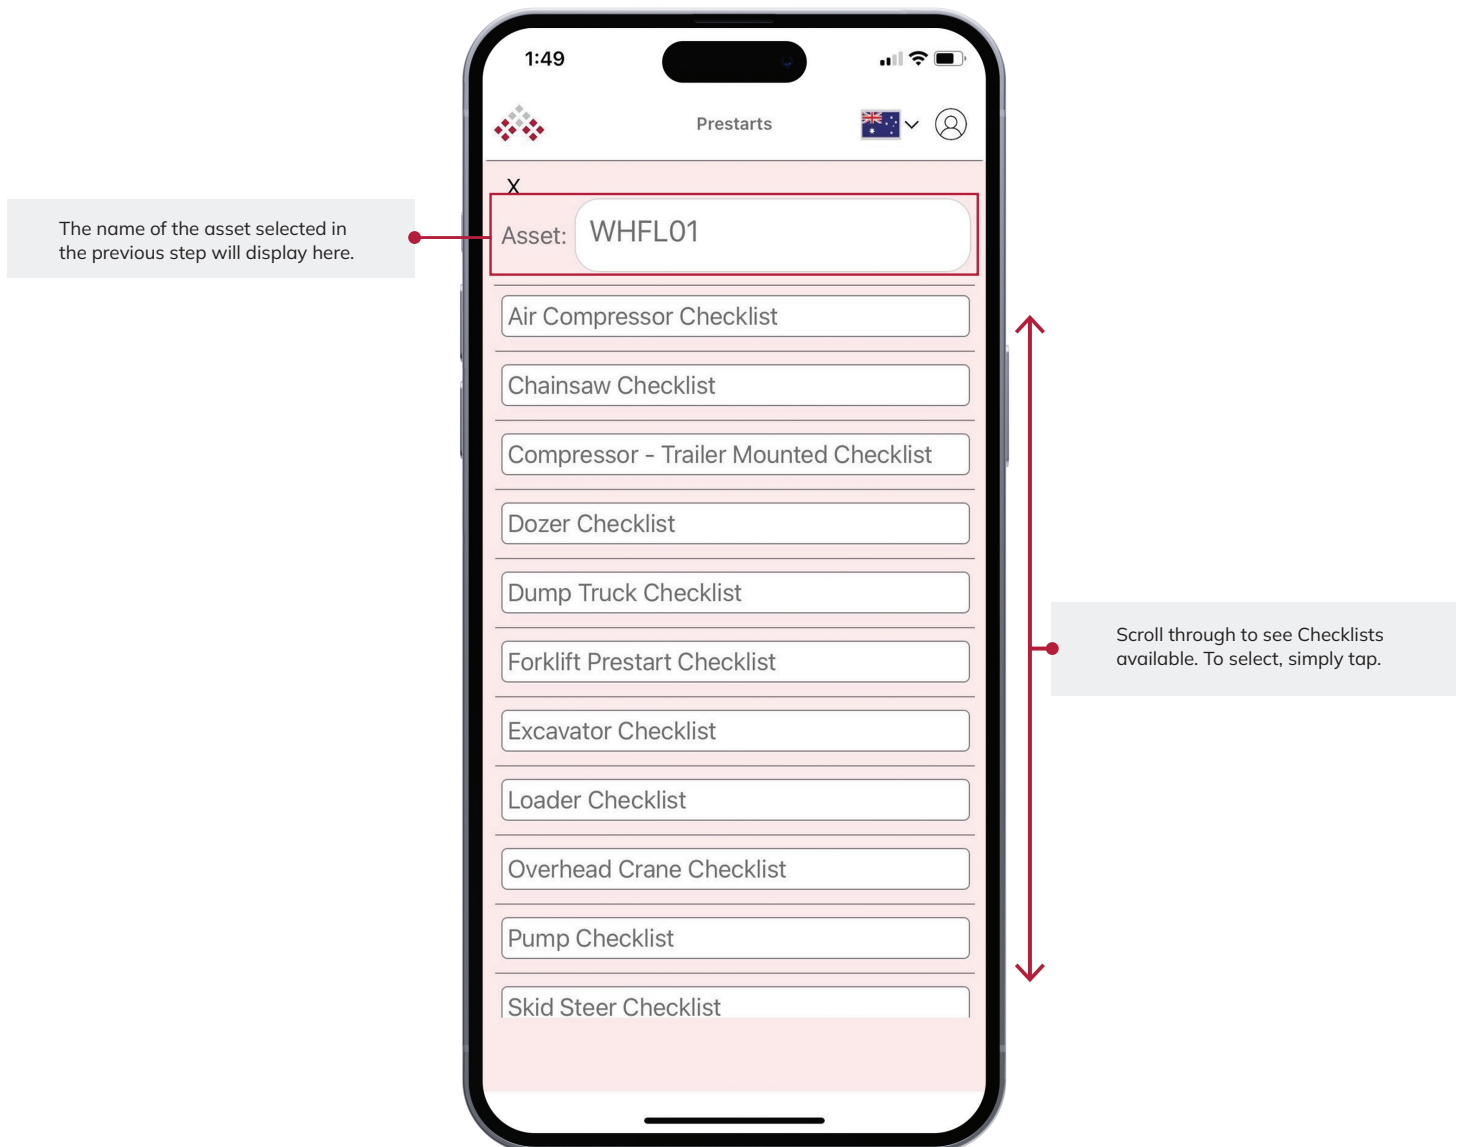 1:49
Prestarts
X
Asset: WHFL01
The name of the asset selected in
the previous step will display here.
Air Compressor Checklist
Chainsaw Checklist
Compressor - Trailer Mounted Checklist
Dozer Checklist
Dump Truck Checklist
Forklift Prestart Checklist
Excavator Checklist
Loader Checklist
Overhead Crane Checklist
Pump Checklist
Skid Steer Checklist
Scroll through to see Checklists
available. To select, simply tap.